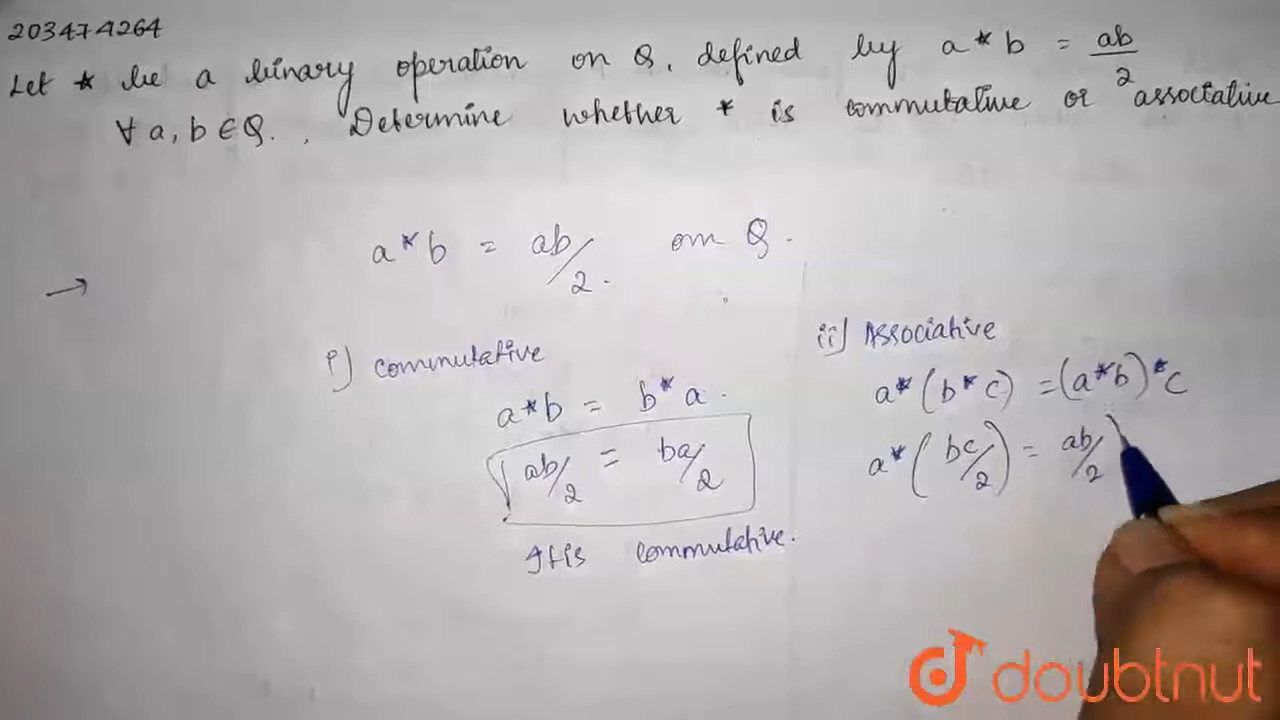 203474264
Let * be a binary operation on Q, defined by a * b = ab/2
∀ a, b ∈ Q. Determine whether * is commutative or associative
a*b = ab/2. on Q.
→
i) commutative
a*b = b*a.
ab/2 = ba/2
It is commutative.
ii) Associative
a*(b*c) = (a*b)*c
a*(bc/2) = ab/2)
doubtnut